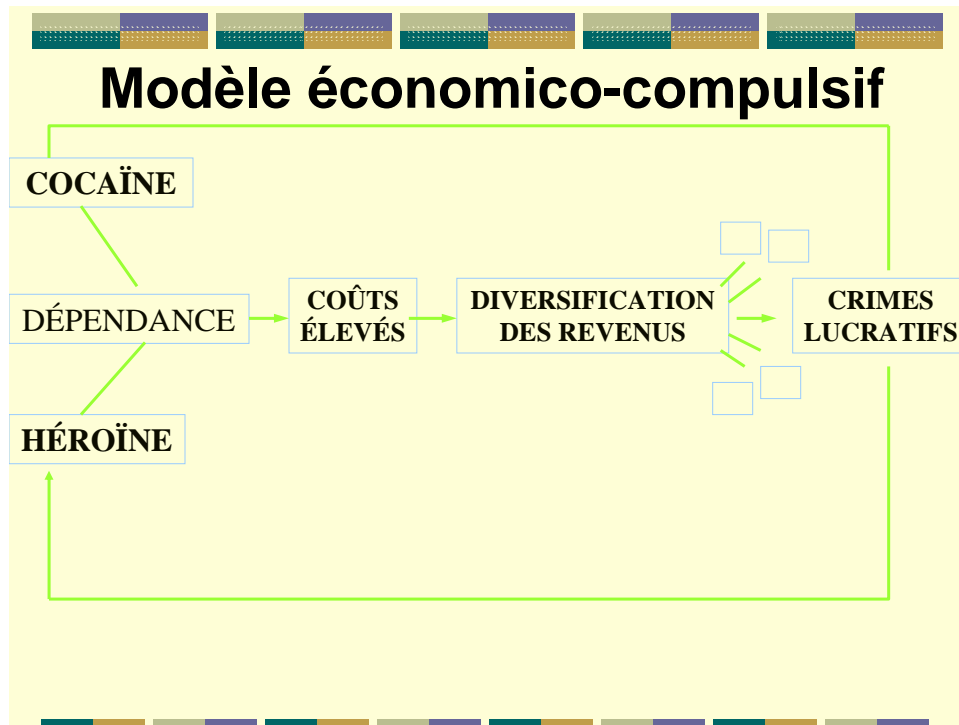 Modèle économico-compulsif
COCAÏNE
DÉPENDANCE
HÉROÏNE
COÛTS
ÉLEVÉS
DIVERSIFICATION
DES REVENUS
CRIMES
LUCRATIFS